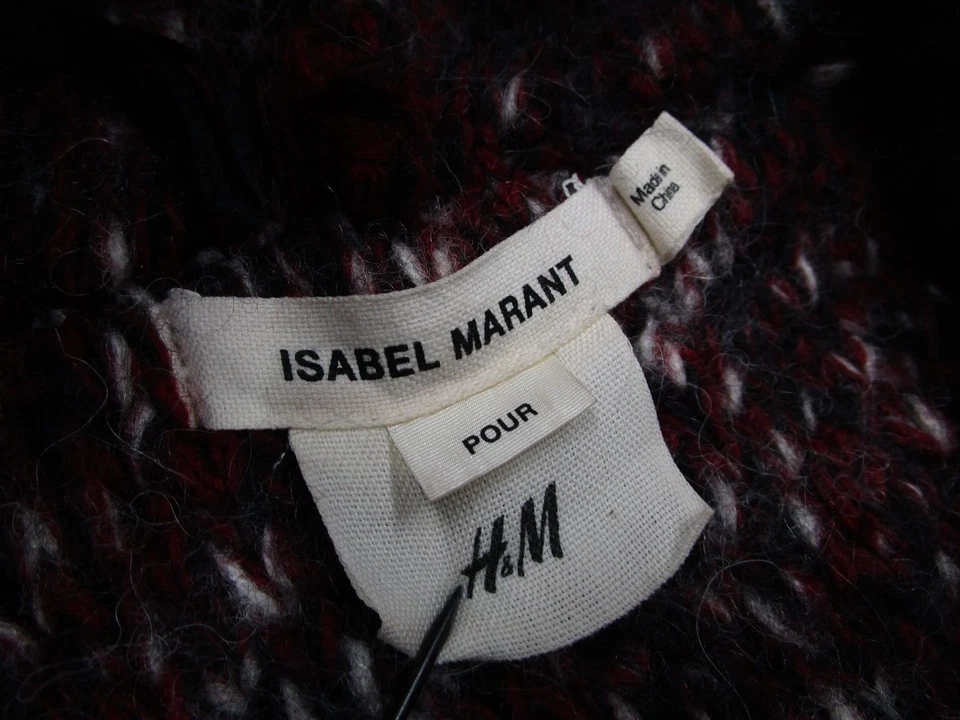 Made in
China
ISABEL MARANT
POUR
H&M